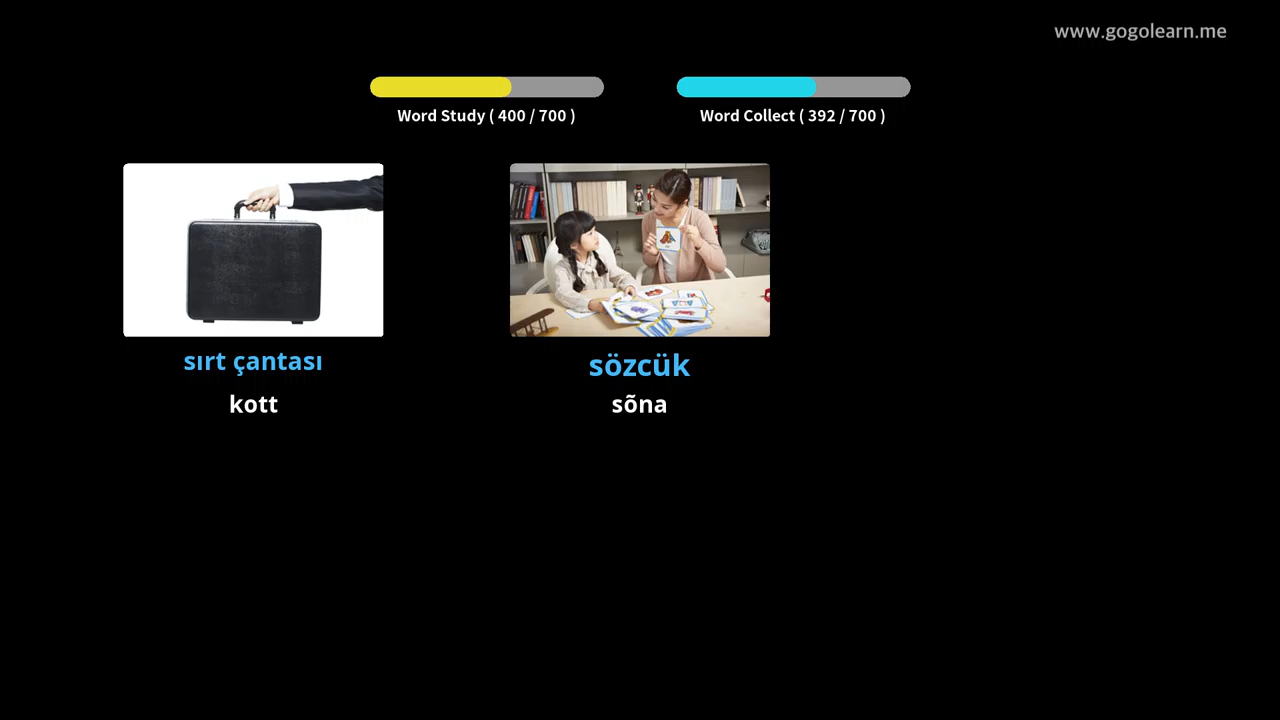 www.gogolearn.me
Word Study ( 400 / 700 )
Word Collect ( 392 / 700 )
sırt çantası
kott
sözcük
sõna